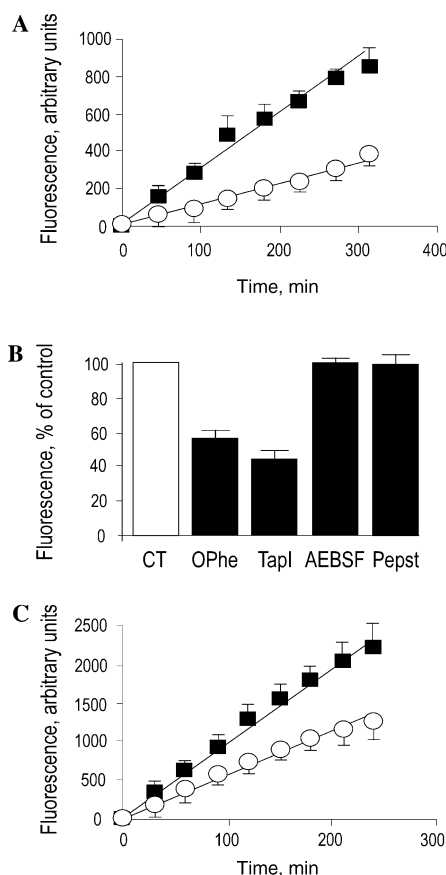 A
Fluorescence, arbitrary units
1000
800
600
400
200
0
0 100 200 300 400
Time, min
B
Fluorescence, % of control
100
80
60
40
20
0
CT OPhe TapI AEBSF Pepst
C
Fluorescence, arbitrary units
2500
2000
1500
1000
500
0
0 100 200 300
Time, min